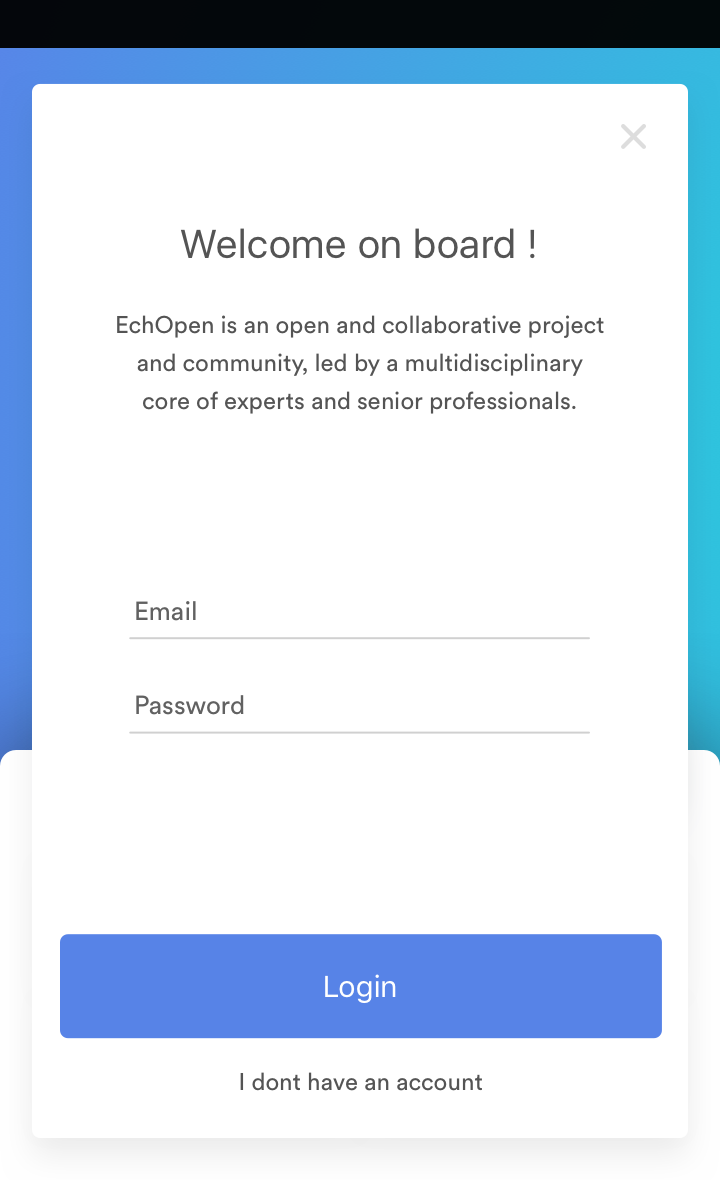 Welcome on board !
EchOpen is an open and collaborative project
and community, led by a multidisciplinary
core of experts and senior professionals.
Email
Password
Login
I dont have an account